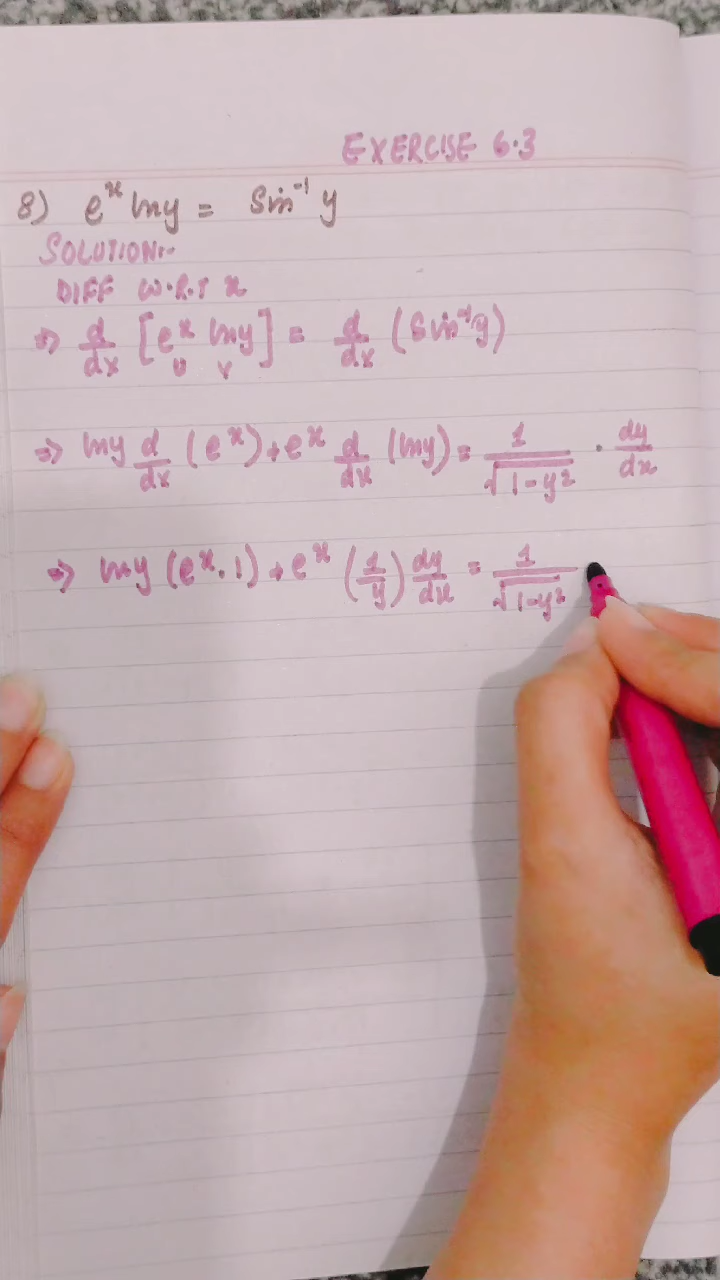 EXERCISE 6.3
8) eˣ lny = Sin⁻¹ y
SOLUTION:-
DIFF W.R.T x
⇒ d/dx [eˣ lny] = d/dx (Sin⁻¹y)
u v
⇒ lny d/dx (eˣ) + eˣ d/dx (lny) = 1/√(1-y²) · dy/dx
⇒ lny (eˣ.1) + eˣ (1/y) dy/dx = 1/√(1-y²)